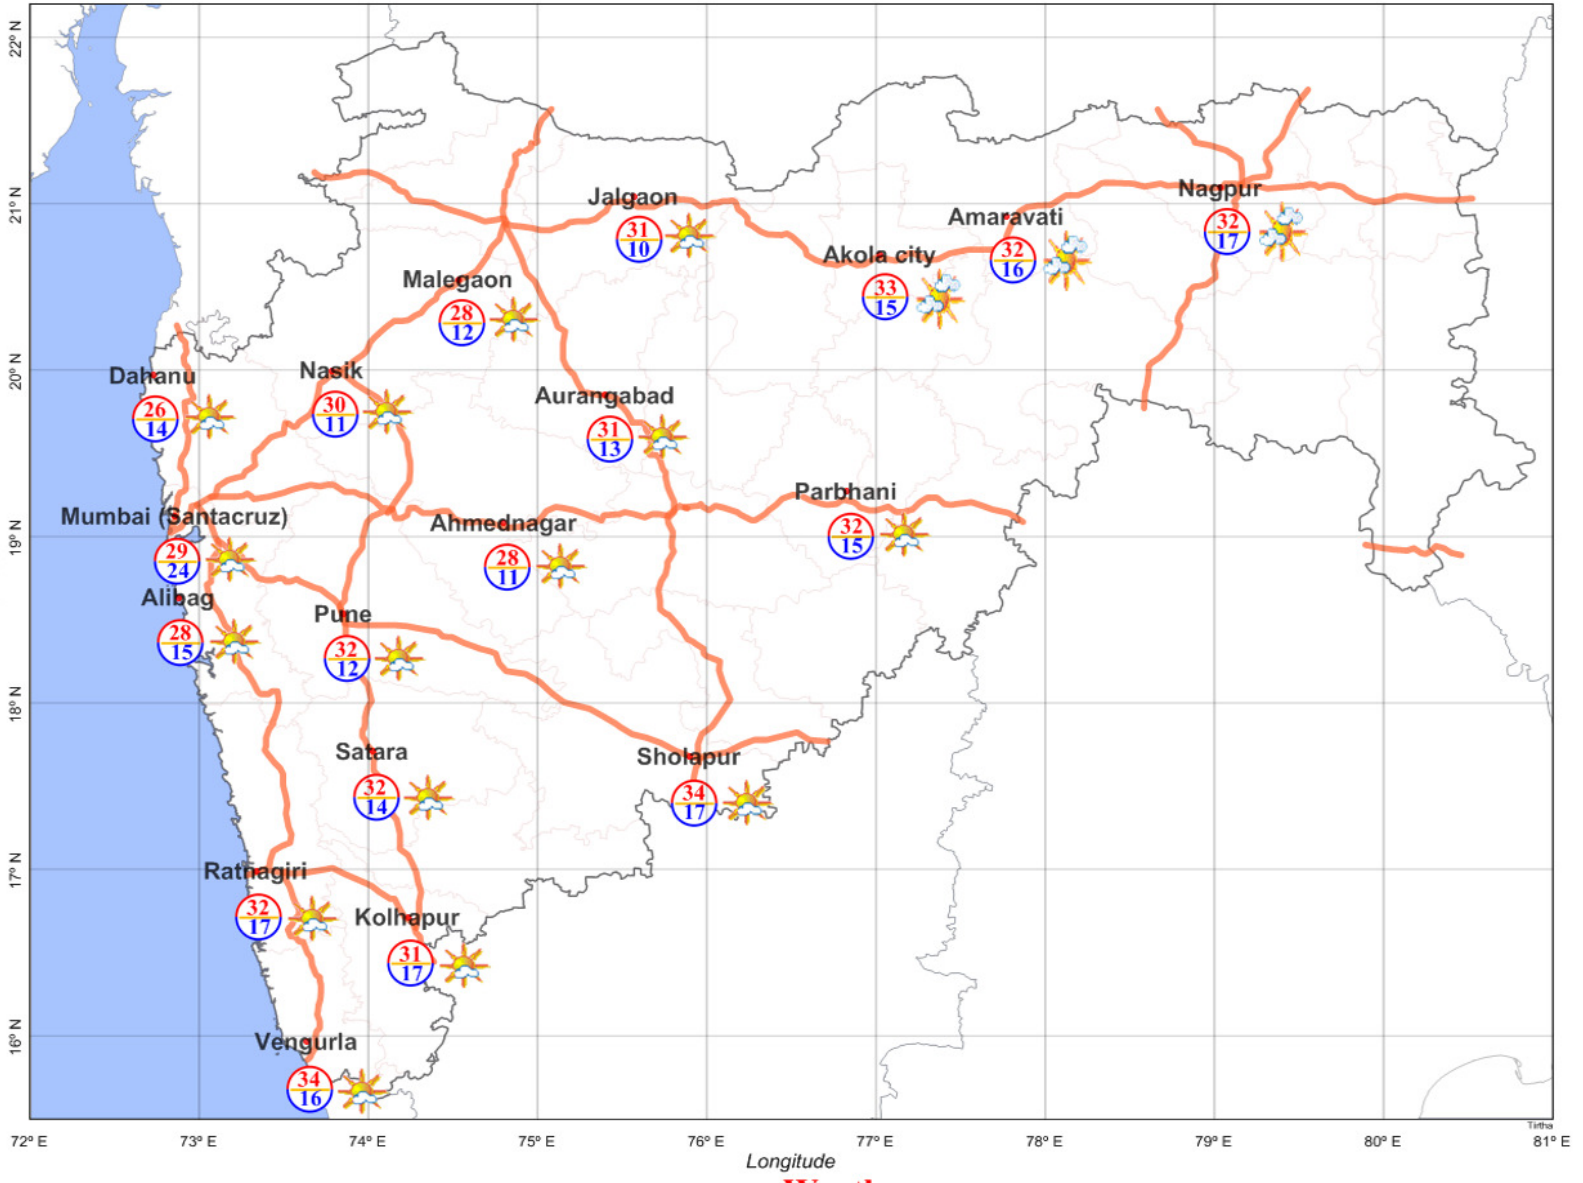 22° N
21° N
20° N
19° N
18° N
17° N
16° N
Jalgaon
31
10
Nagpur
32
17
Amaravati
32
16
Akola city
33
15
Malegaon
28
12
Nasik
30
11
Dahanu
26
14
Aurangabad
31
13
Parbhani
32
15
Mumbai (Santacruz)
29
24
Ahmednagar
28
11
Alibag
28
15
Pune
32
12
Satara
32
14
Sholapur
34
17
Ratnagiri
32
17
Kolhapur
31
17
Vengurla
34
16
Tirtha
72° E 73° E 74° E 75° E 76° E 77° E 78° E 79° E 80° E 81° E
Longitude